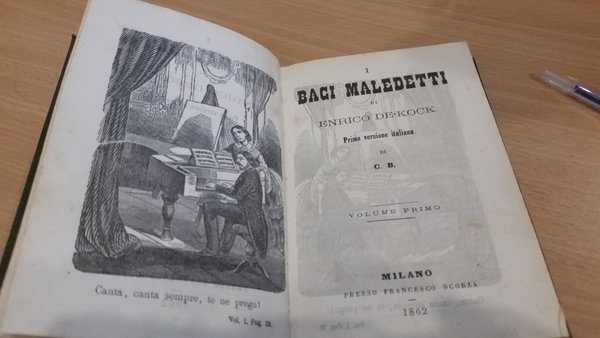 I
Canta, canta sempre, te ne prego!
Vol. I. Pag. 23.
I
BACI MALEDETTI
DI
ENRICO DE-KOCK
Prima versione italiana
DI
C. B.
VOLUME PRIMO
MILANO
PRESSO FRANCESCO SCORZA
1862